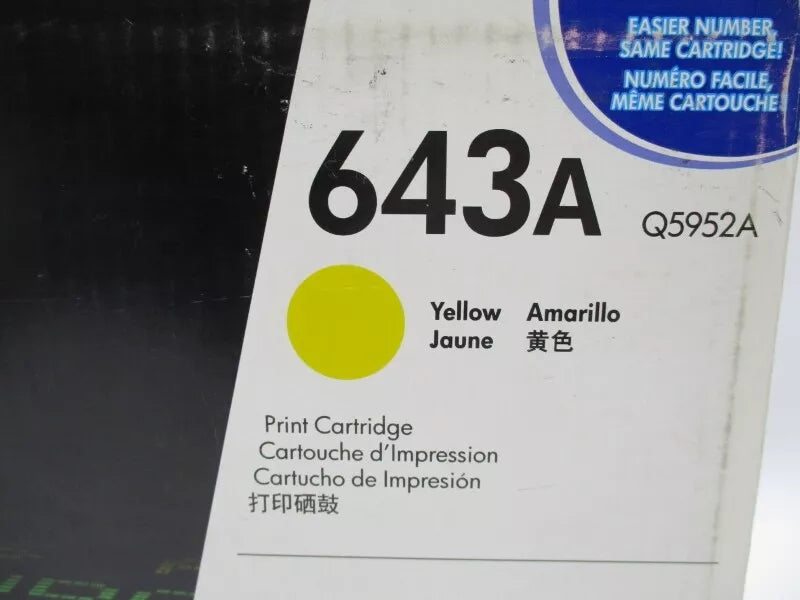 EASIER NUMBER,
SAME CARTRIDGE!
NUMÉRO FACILE,
MÊME CARTOUCHE
643A Q5952A
Yellow Amarillo
Jaune 黄色
Print Cartridge
Cartouche d'Impression
Cartucho de Impresión
打印硒鼓